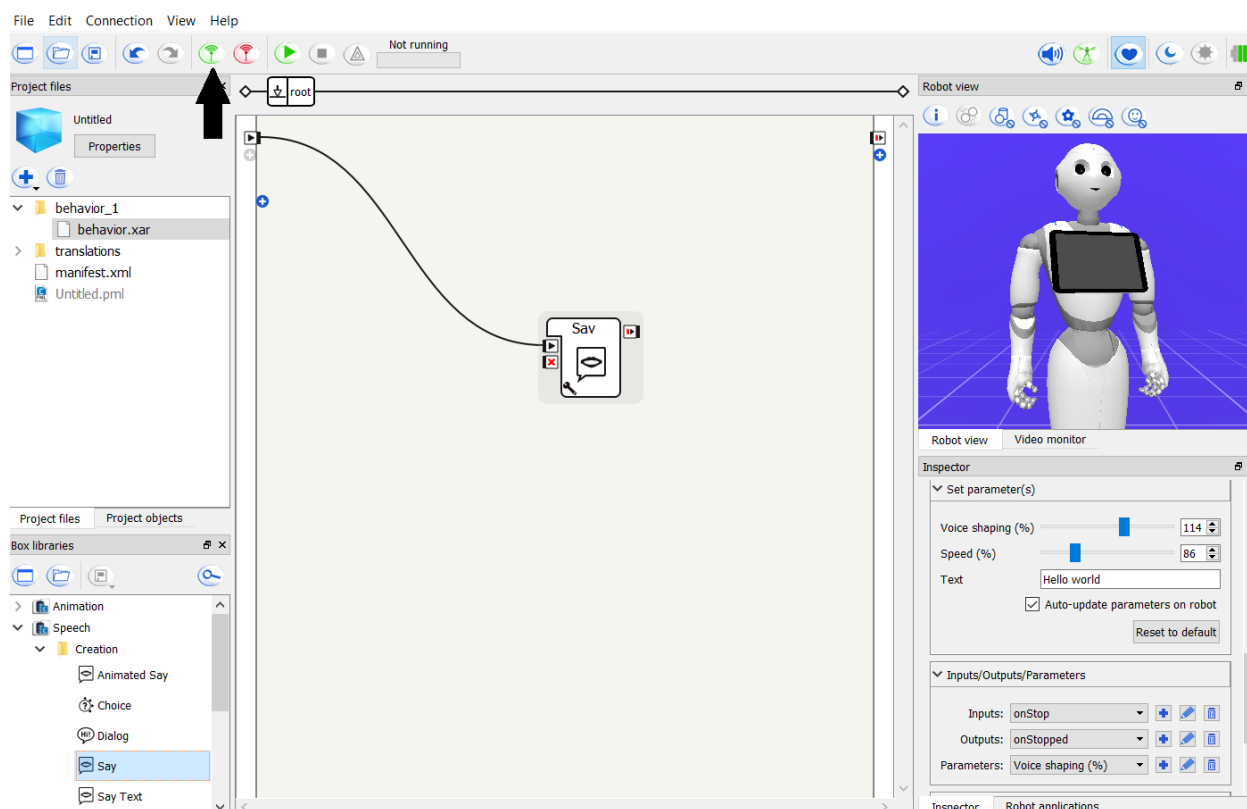 File Edit Connection View Help
Not running
Project files
root
Robot view
Untitled
Properties
behavior_1
behavior.xar
translations
manifest.xml
Untitled.pml
Sav
Robot view Video monitor
Inspector
Set parameter(s)
Voice shaping (%) 114
Speed (%) 86
Text Hello world
Auto-update parameters on robot
Reset to default
Project files Project objects
Box libraries
Animation
Speech
Creation
Animated Say
Choice
Hi! Dialog
Say
Say Text
Inputs/Outputs/Parameters
Inputs: onStop
Outputs: onStopped
Parameters: Voice shaping (%)
Inspector Robot applications